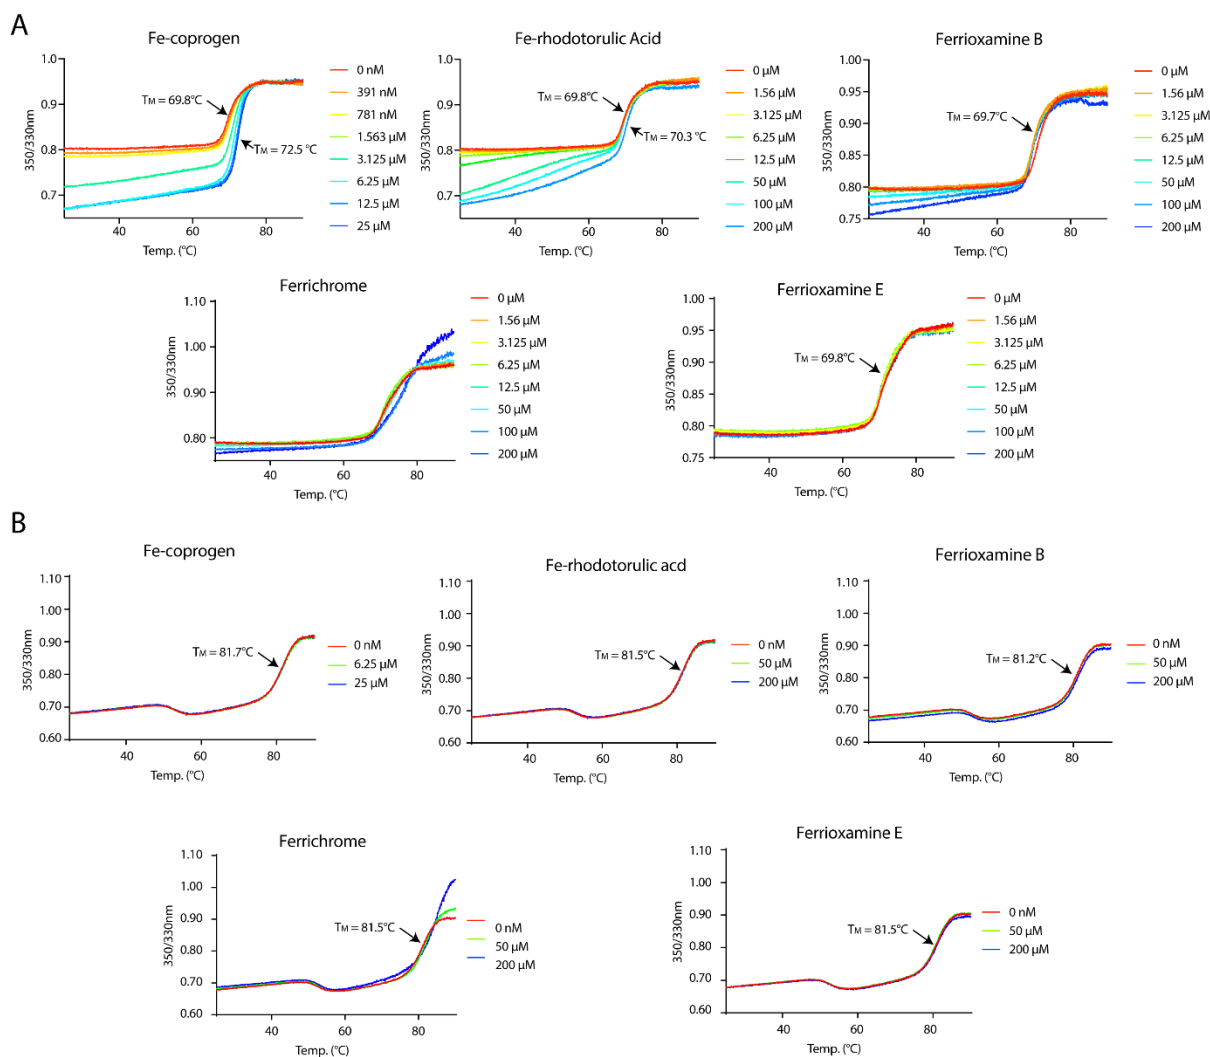 A
Fe-coprogen
1.0
0.9
0.8
0.7
350/330nm
40
60
80
Temp. (°C)
TM = 69.8°C
TM = 72.5 °C
0 nM
391 nM
781 nM
1.563 µM
3.125 µM
6.25 µM
12.5 µM
25 µM
Fe-rhodotorulic Acid
1.0
0.9
0.8
0.7
350/330nm
40
60
80
Temp. (°C)
TM = 69.8°C
TM = 70.3 °C
0 µM
1.56 µM
3.125 µM
6.25 µM
12.5 µM
50 µM
100 µM
200 µM
Ferrioxamine B
1.00
0.95
0.90
0.80
0.75
350/330nm
40
60
80
Temp. (°C)
TM = 69.7°C
0 µM
1.56 µM
3.125 µM
6.25 µM
12.5 µM
50 µM
100 µM
200 µM
Ferrichrome
1.10
1.00
0.90
0.80
350/330nm
40
60
80
Temp. (°C)
0 µM
1.56 µM
3.125 µM
6.25 µM
12.5 µM
50 µM
100 µM
200 µM
Ferrioxamine E
1.00
0.95
0.90
0.80
0.75
350/330nm
40
60
80
Temp. (°C)
TM = 69.8°C
0 µM
1.56 µM
3.125 µM
6.25 µM
12.5 µM
50 µM
100 µM
200 µM
B
Fe-coprogen
1.10
1.00
0.90
0.80
0.70
0.60
350/330nm
40
60
80
Temp. (°C)
TM = 81.7°C
0 nM
6.25 µM
25 µM
Fe-rhodotorulic acd
1.10
1.00
0.90
0.80
0.70
0.60
350/330nm
40
60
80
Temp. (°C)
TM = 81.5°C
0 nM
50 µM
200 µM
Ferrioxamine B
1.10
1.00
0.90
0.80
0.70
0.60
350/330nm
40
60
80
Temp. (°C)
TM = 81.2°C
0 nM
50 µM
200 µM
Ferrichrome
1.10
1.00
0.90
0.80
0.70
0.60
350/330nm
40
60
80
Temp. (°C)
TM = 81.5°C
0 nM
50 µM
200 µM
Ferrioxamine E
1.10
1.00
0.90
0.80
0.70
0.60
350/330nm
40
60
80
Temp. (°C)
TM = 81.5°C
0 nM
50 µM
200 µM